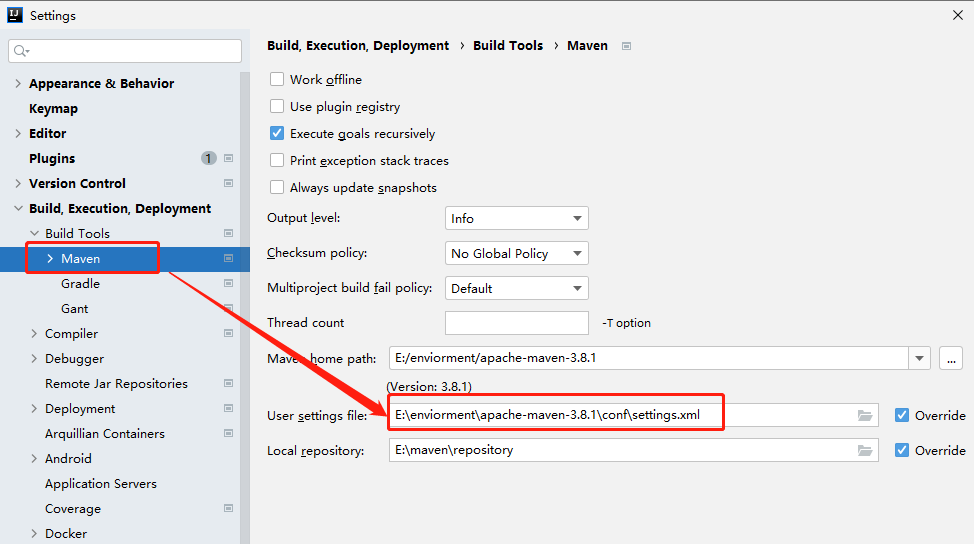 Settings
Appearance & Behavior
Keymap
Editor
Plugins 1
Version Control
Build, Execution, Deployment
Build Tools
Maven
Gradle
Gant
Compiler
Debugger
Remote Jar Repositories
Deployment
Arquillian Containers
Android
Application Servers
Coverage
Docker
Build, Execution, Deployment › Build Tools › Maven
Work offline
Use plugin registry
Execute goals recursively
Print exception stack traces
Always update snapshots
Output level: Info
Checksum policy: No Global Policy
Multiproject build fail policy: Default
Thread count -T option
Maven home path: E:/enviorment/apache-maven-3.8.1 ...
(Version: 3.8.1)
User settings file: E:\enviorment\apache-maven-3.8.1\conf\settings.xml Override
Local repository: E:\maven\repository Override